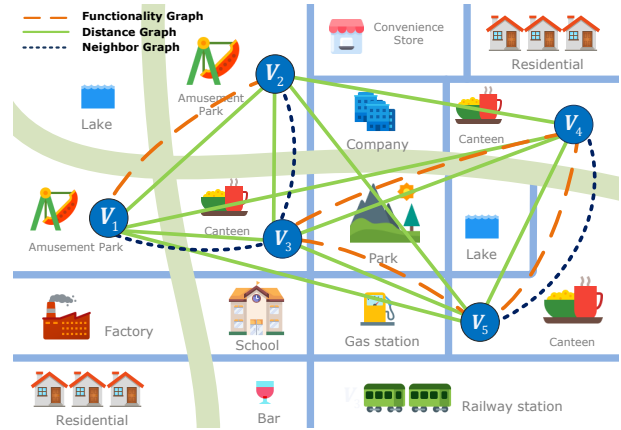 Functionality Graph
Distance Graph
Neighbor Graph
Convenience
Store
Residential
Amusement
Park
Lake
V2
Company
Canteen
V4
Amusement Park
V1
Canteen
V3
Park
Lake
Factory
School
Gas station
V5
Canteen
Residential
Bar
Railway station